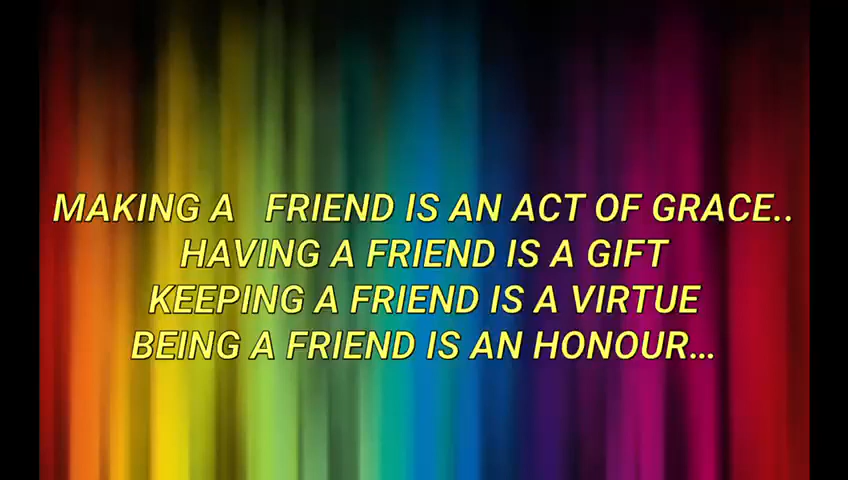 MAKING A   FRIEND IS AN ACT OF GRACE..
HAVING A FRIEND IS A GIFT
KEEPING A FRIEND IS A VIRTUE
BEING A FRIEND IS AN HONOUR...